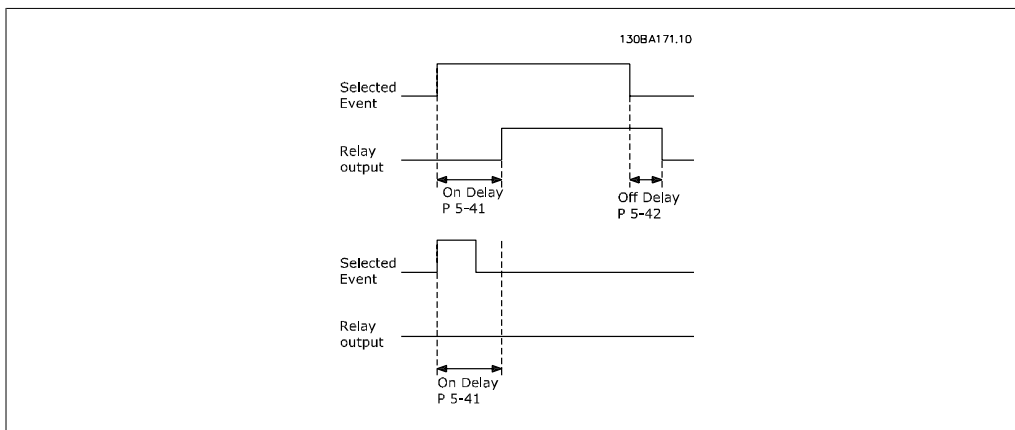 130BA171.10
Selected
Event
Relay
output
On Delay
P 5-41
Off Delay
P 5-42
Selected
Event
Relay
output
On Delay
P 5-41